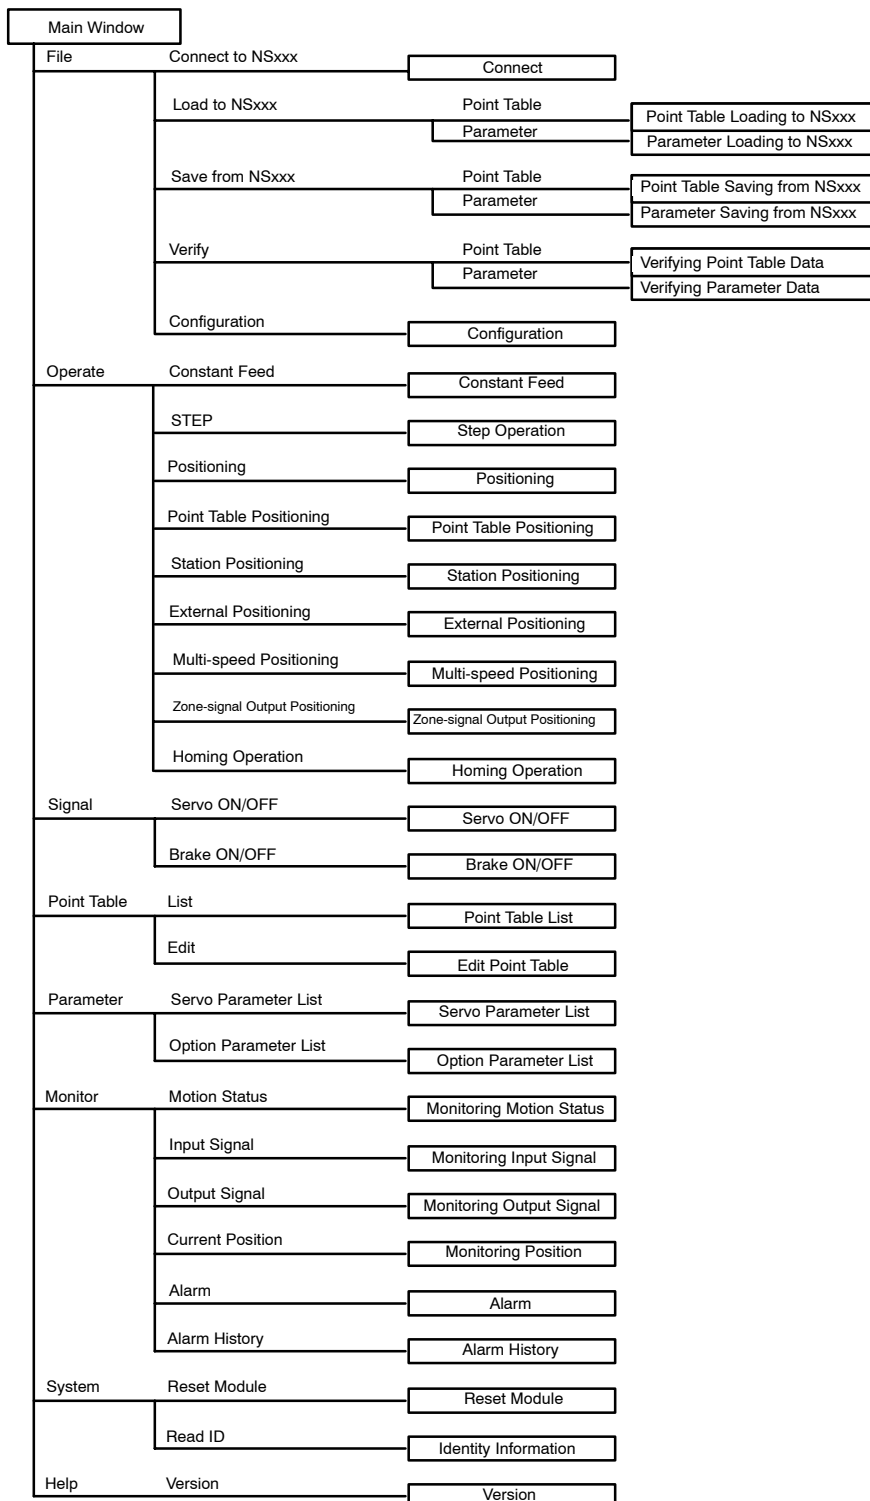 Main Window
File
Connect to NSxxx
Connect
Load to NSxxx
Point Table
Point Table Loading to NSxxx
Parameter
Parameter Loading to NSxxx
Save from NSxxx
Point Table
Point Table Saving from NSxxx
Parameter
Parameter Saving from NSxxx
Verify
Point Table
Verifying Point Table Data
Parameter
Verifying Parameter Data
Configuration
Configuration
Operate
Constant Feed
Constant Feed
STEP
Step Operation
Positioning
Positioning
Point Table Positioning
Point Table Positioning
Station Positioning
Station Positioning
External Positioning
External Positioning
Multi-speed Positioning
Multi-speed Positioning
Zone-signal Output Positioning
Zone-signal Output Positioning
Homing Operation
Homing Operation
Signal
Servo ON/OFF
Servo ON/OFF
Brake ON/OFF
Brake ON/OFF
Point Table
List
Point Table List
Edit
Edit Point Table
Parameter
Servo Parameter List
Servo Parameter List
Option Parameter List
Option Parameter List
Monitor
Motion Status
Monitoring Motion Status
Input Signal
Monitoring Input Signal
Output Signal
Monitoring Output Signal
Current Position
Monitoring Position
Alarm
Alarm
Alarm History
Alarm History
System
Reset Module
Reset Module
Read ID
Identity Information
Help
Version
Version